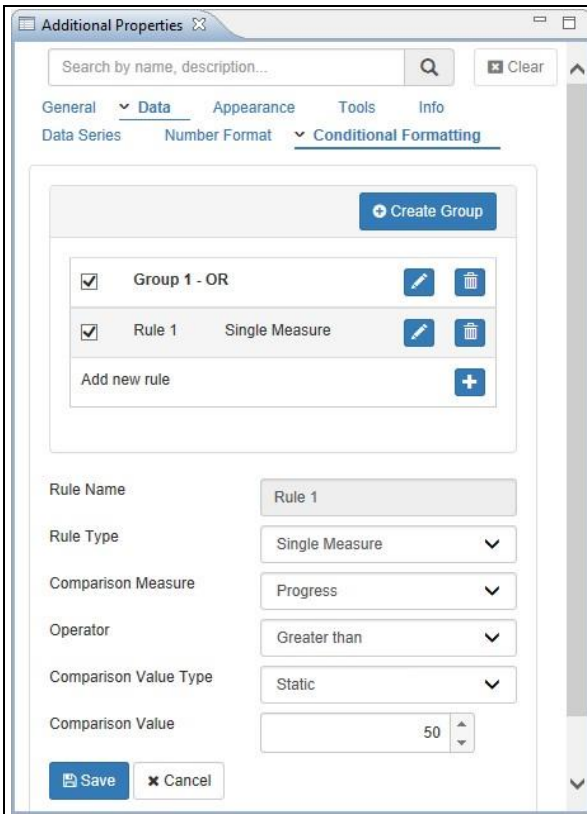 Additional Properties
Search by name, description...
Clear
General Data Appearance Tools Info
Data Series Number Format Conditional Formatting
Create Group
Group 1 - OR
Rule 1 Single Measure
Add new rule
Rule Name Rule 1
Rule Type Single Measure
Comparison Measure Progress
Operator Greater than
Comparison Value Type Static
Comparison Value 50
Save Cancel